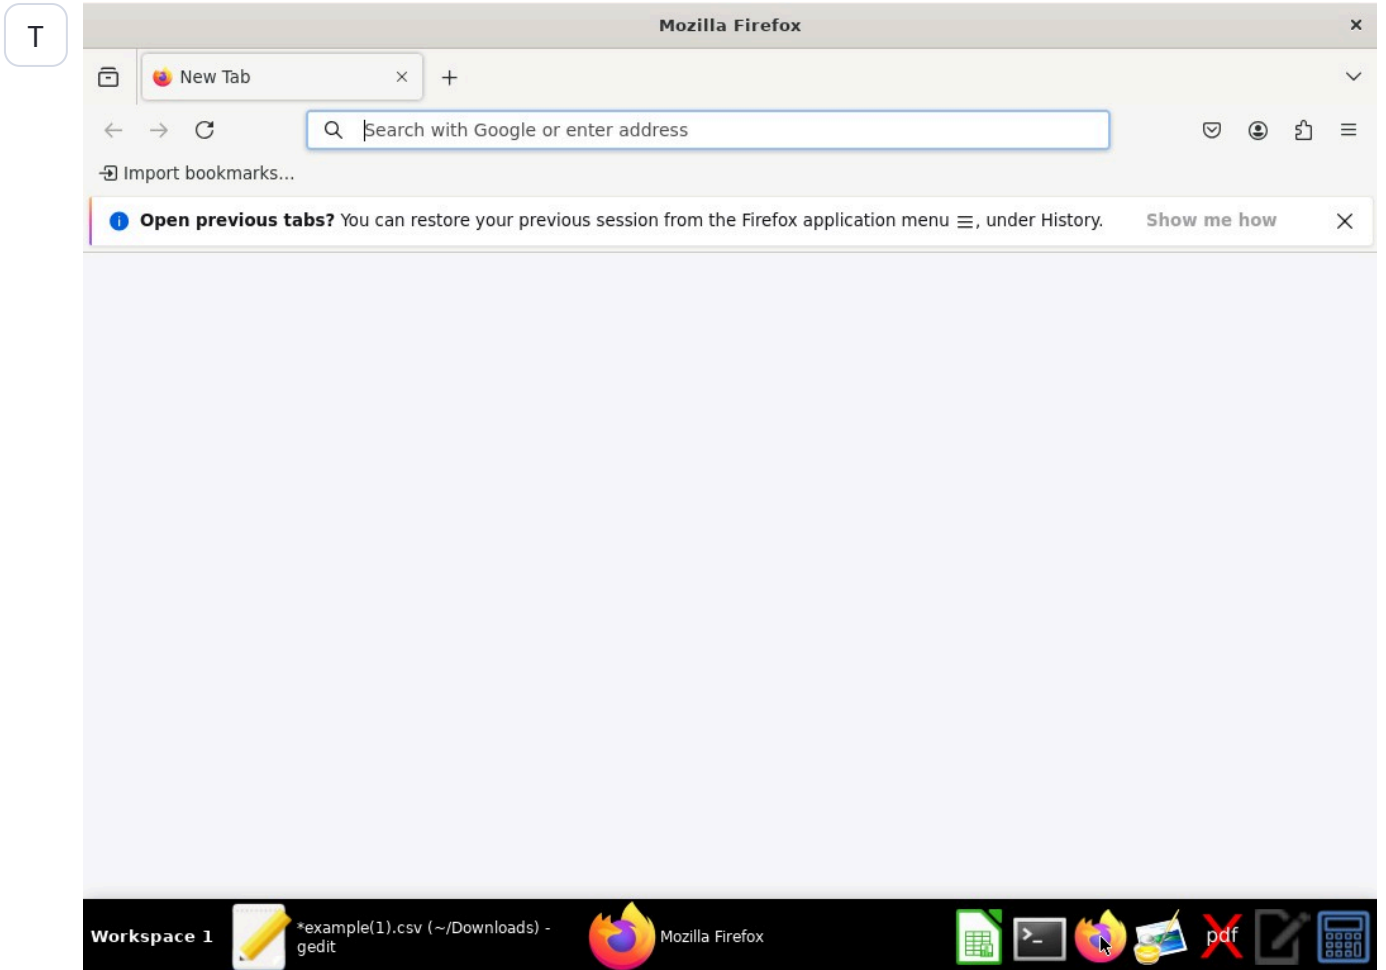 T
Mozilla Firefox
New Tab
Search with Google or enter address
Import bookmarks...
Open previous tabs? You can restore your previous session from the Firefox application menu ≡, under History. Show me how
Workspace 1
*example(1).csv (~/Downloads) -
gedit
Mozilla Firefox
pdf